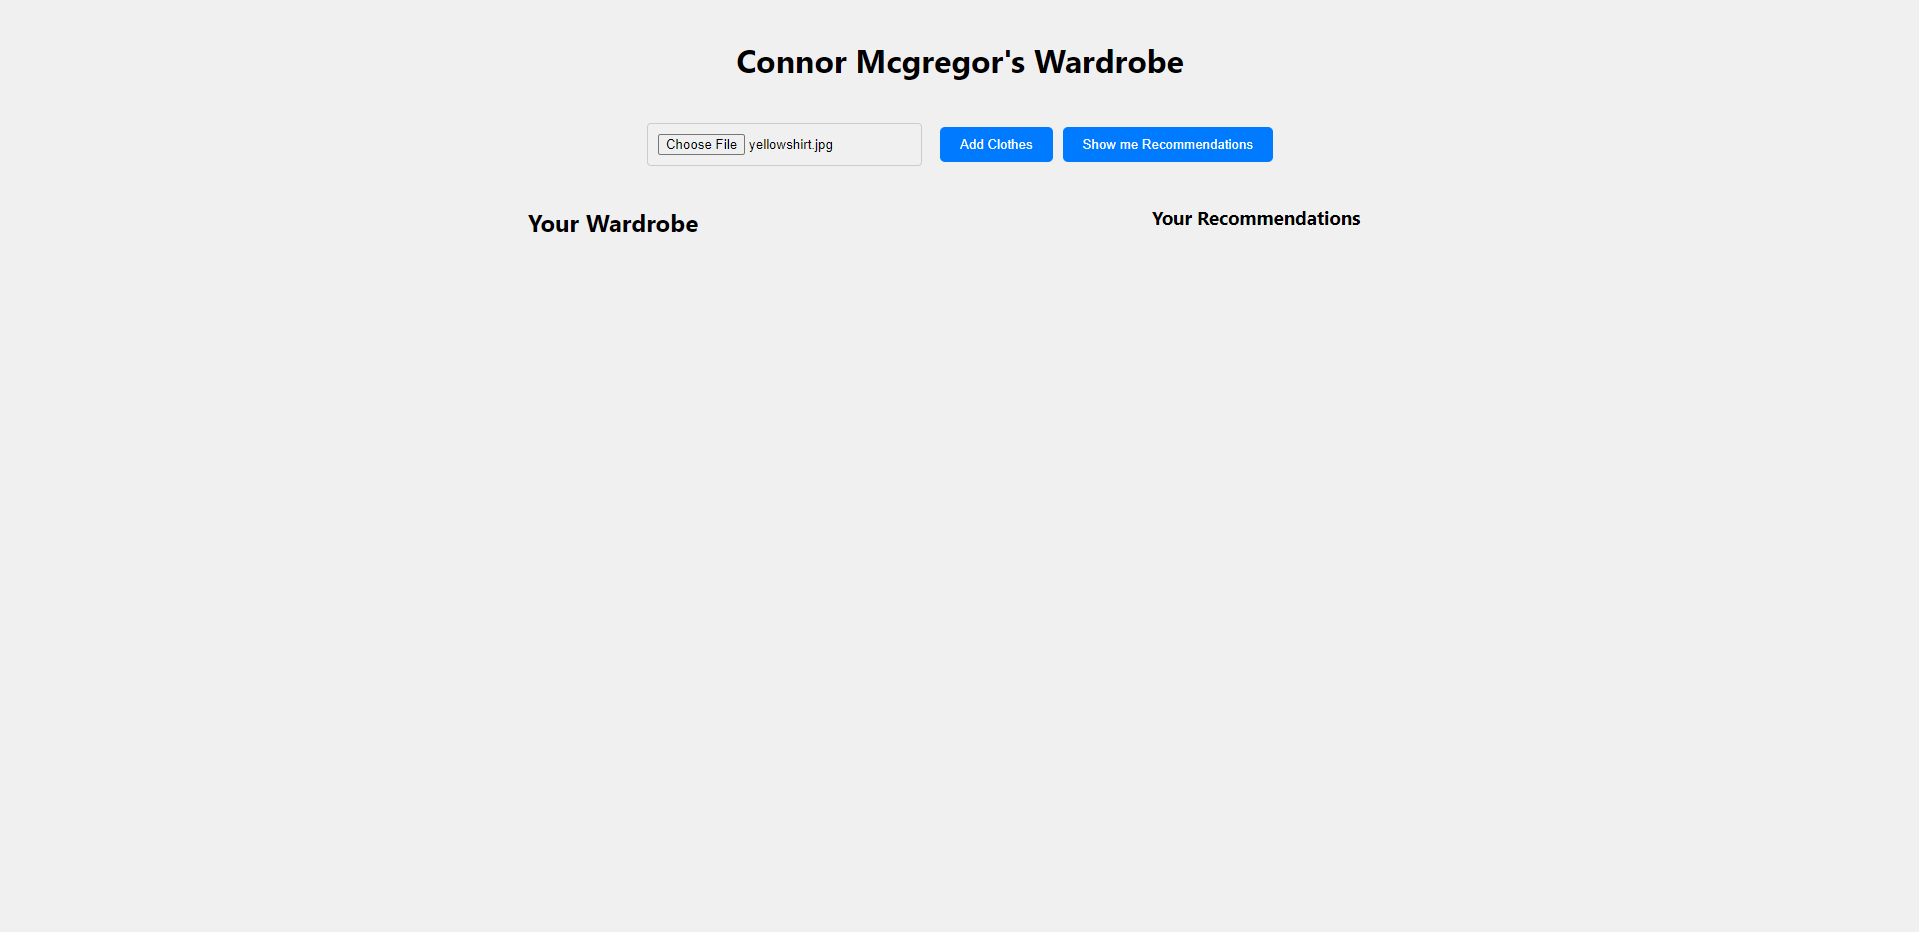 Connor Mcgregor's Wardrobe
Choose File yellowshirt.jpg Add Clothes Show me Recommendations
Your Wardrobe Your Recommendations